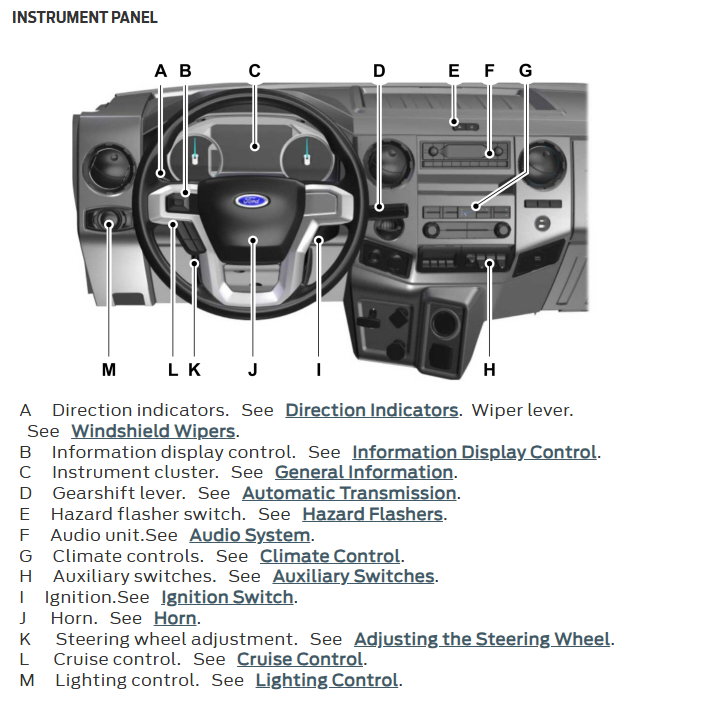 INSTRUMENT PANEL
A B C D E F G
Ford
M L K J I H
A Direction indicators. See Direction Indicators. Wiper lever.
See Windshield Wipers.
B Information display control. See Information Display Control.
C Instrument cluster. See General Information.
D Gearshift lever. See Automatic Transmission.
E Hazard flasher switch. See Hazard Flashers.
F Audio unit.See Audio System.
G Climate controls. See Climate Control.
H Auxiliary switches. See Auxiliary Switches.
I Ignition.See Ignition Switch.
J Horn. See Horn.
K Steering wheel adjustment. See Adjusting the Steering Wheel.
L Cruise control. See Cruise Control.
M Lighting control. See Lighting Control.